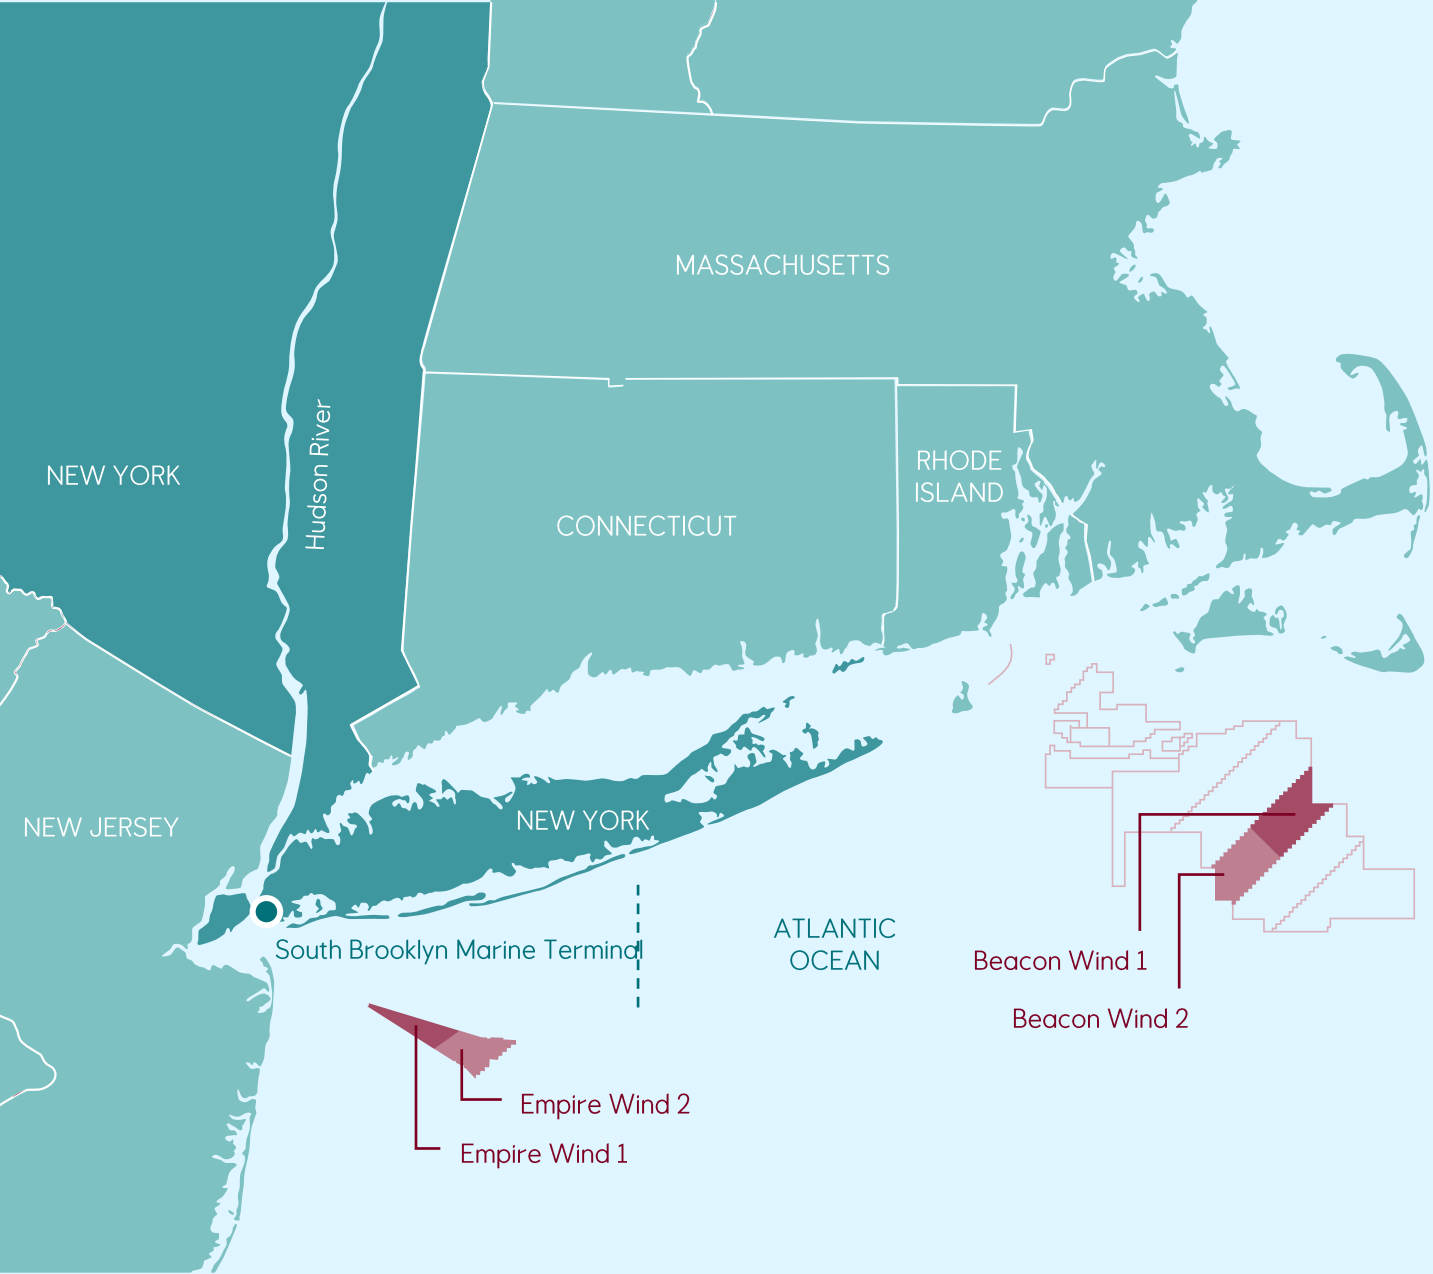 MASSACHUSETTS
NEW YORK
Hudson River
RHODE
ISLAND
CONNECTICUT
NEW JERSEY
NEW YORK
South Brooklyn Marine Terminal
ATLANTIC
OCEAN
Beacon Wind 1
Beacon Wind 2
Empire Wind 2
Empire Wind 1